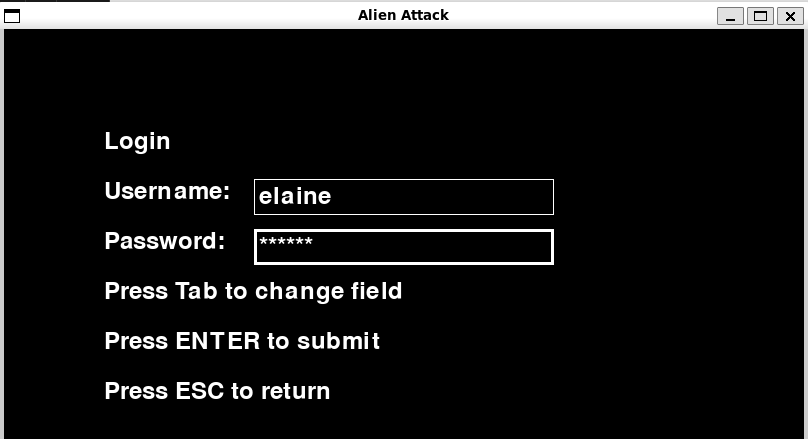 Alien Attack
Login
Username: elaine
Password: ******
Press Tab to change field
Press ENTER to submit
Press ESC to return